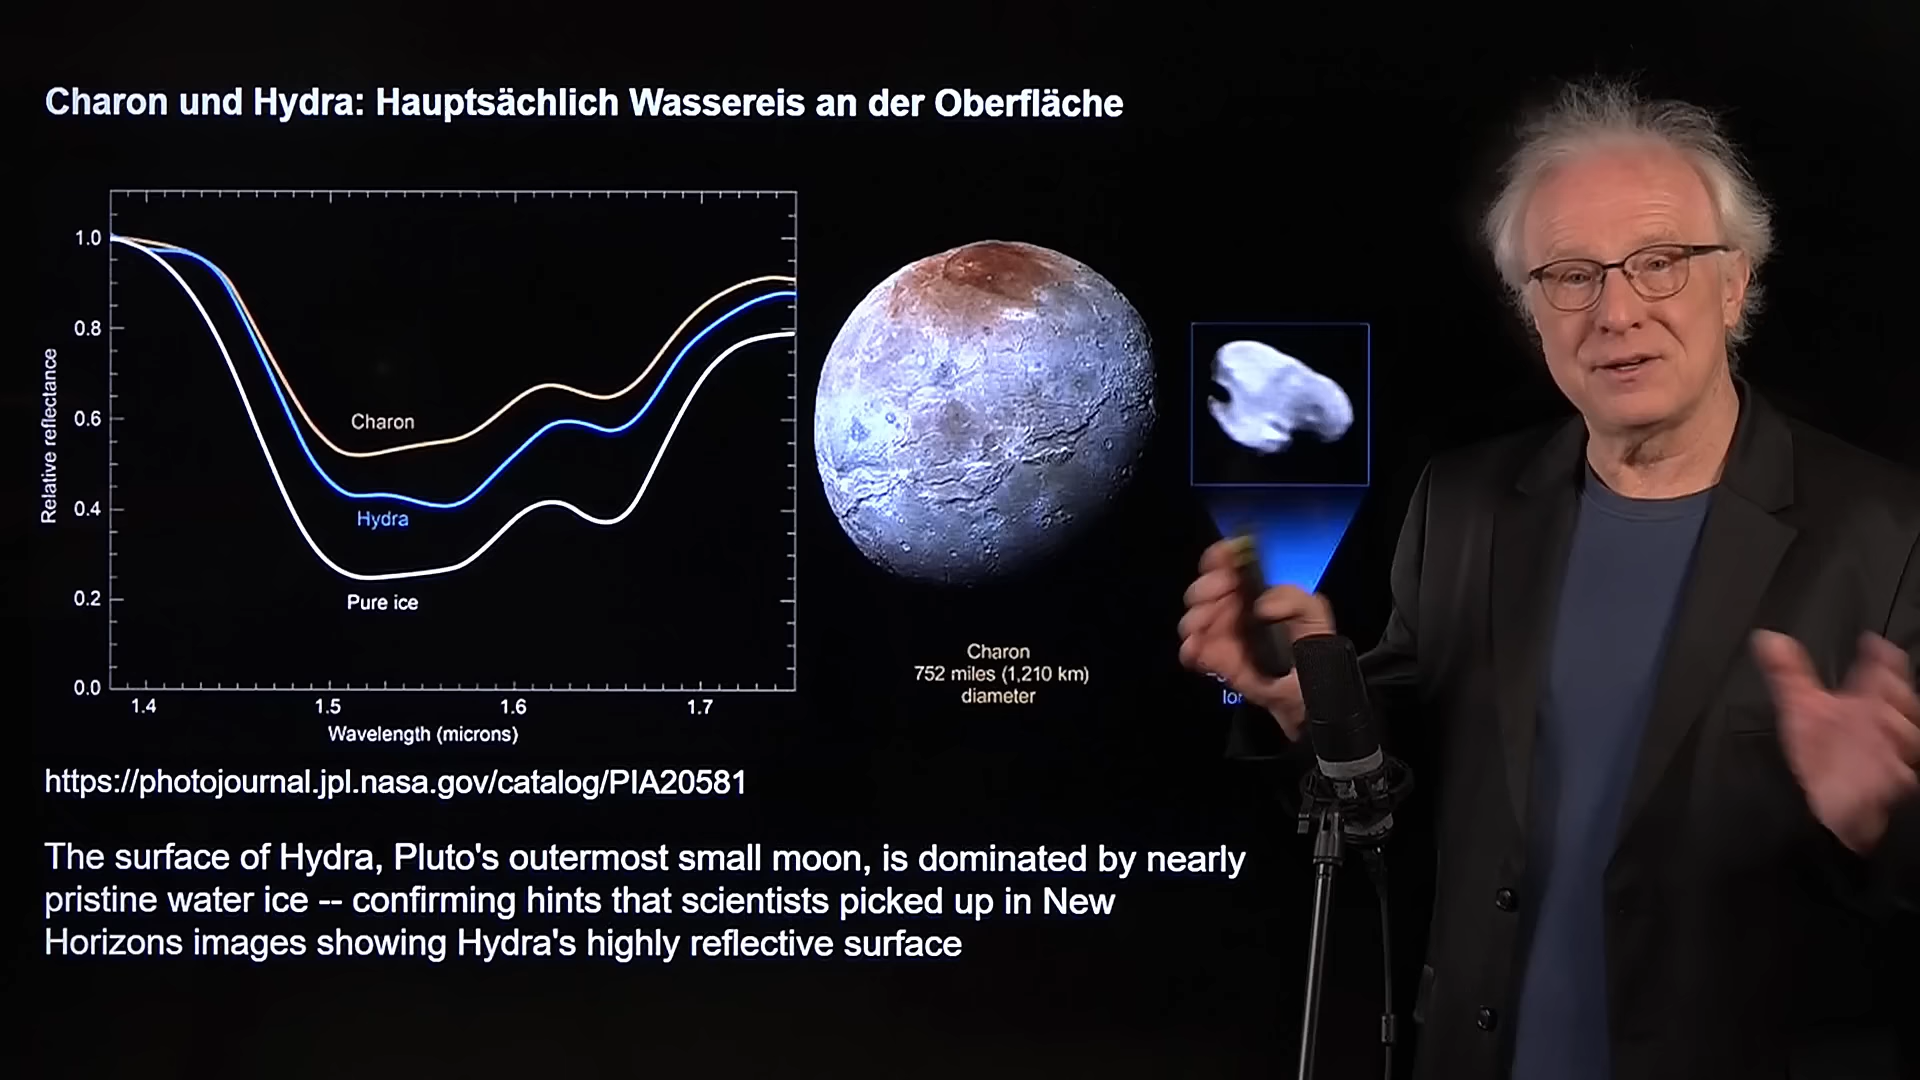 Charon und Hydra: Hauptsächlich Wassereis an der Oberfläche
1.0
0.8
0.6
0.4
0.2
0.0
Relative reflectance
Charon
Hydra
Pure ice
1.4 1.5 1.6 1.7
Wavelength (microns)
Charon
752 miles (1,210 km)
diameter
https://photojournal.jpl.nasa.gov/catalog/PIA20581
The surface of Hydra, Pluto's outermost small moon, is dominated by nearly
pristine water ice -- confirming hints that scientists picked up in New
Horizons images showing Hydra's highly reflective surface